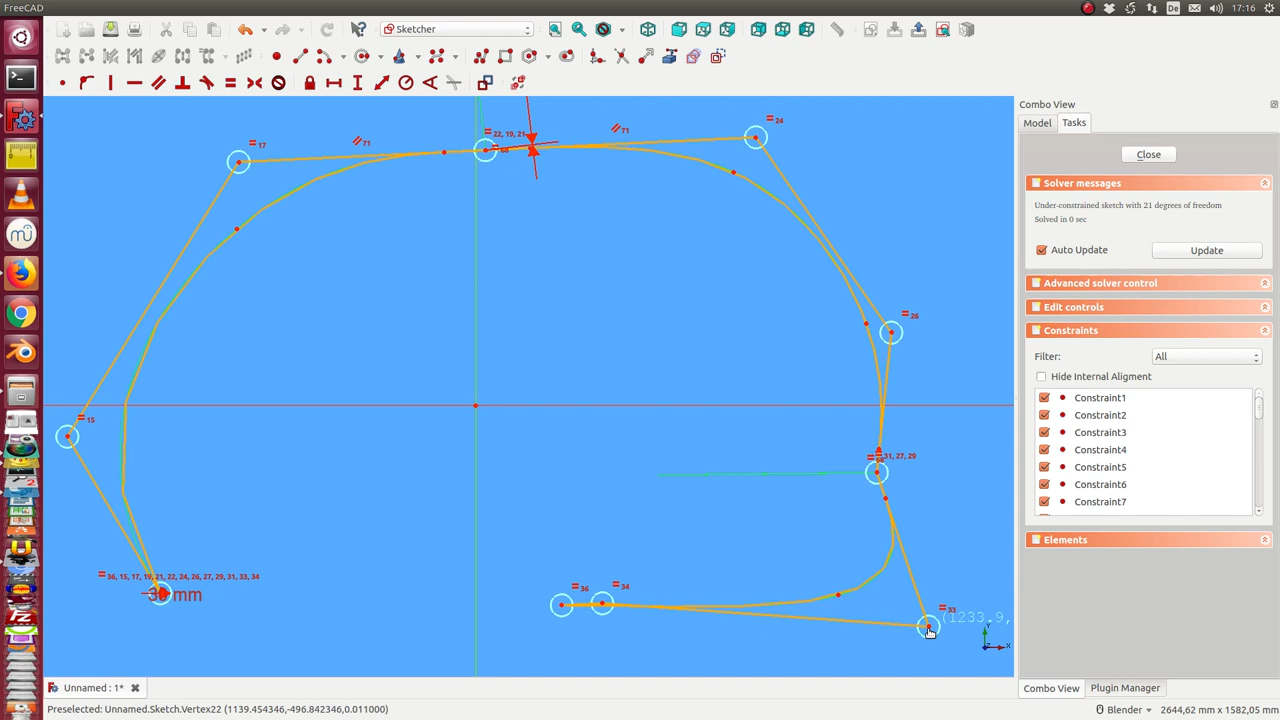 FreeCAD
De
17:16
Sketcher
= 17
// 71
= 22, 19, 21
// 71
= 24
= 26
= 15
31, 27, 29
= 36, 15, 17, 19, 21, 22, 24, 26, 27, 29, 31, 33, 34
30 mm
= 36
= 34
= 33
(1233,9,
Y
X
Z
Combo View
Model
Tasks
Close
Solver messages
Under-constrained sketch with 21 degrees of freedom
Solved in 0 sec
Auto Update
Update
Advanced solver control
Edit controls
Constraints
Filter:
All
Hide Internal Aligment
Constraint1
Constraint2
Constraint3
Constraint4
Constraint5
Constraint6
Constraint7
Elements
Unnamed : 1*
Combo View
Plugin Manager
Preselected: Unnamed.Sketch.Vertex22 (1139.454346,-496.842346,0.011000)
Blender
2644,62 mm x 1582,05 mm